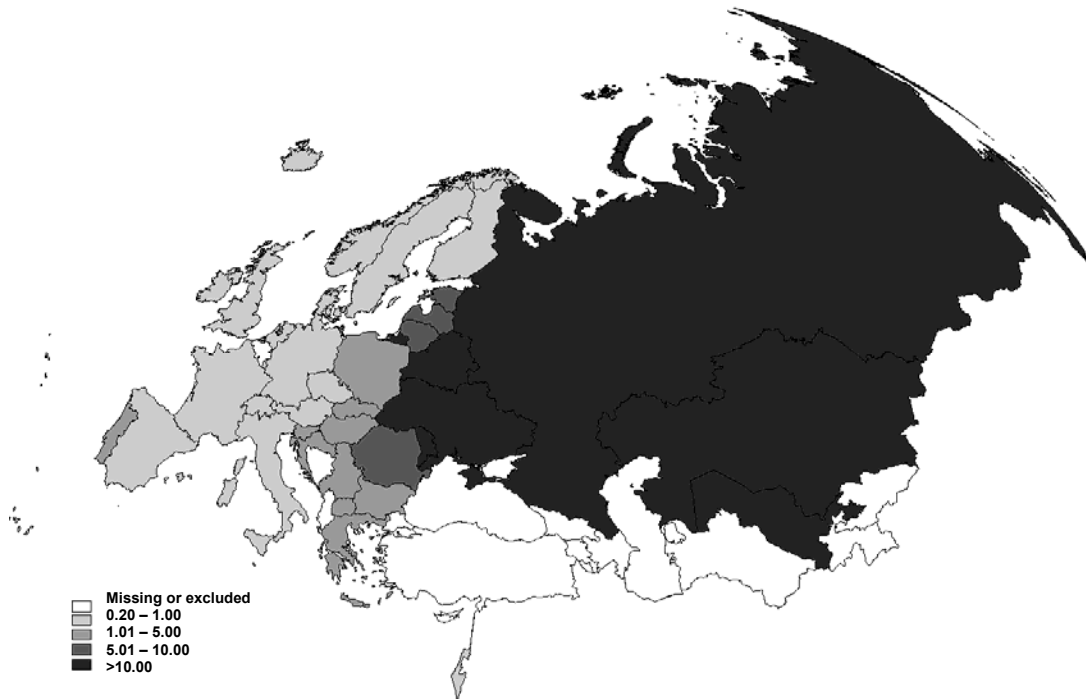 Missing or excluded
0.20 – 1.00
1.01 – 5.00
5.01 – 10.00
>10.00